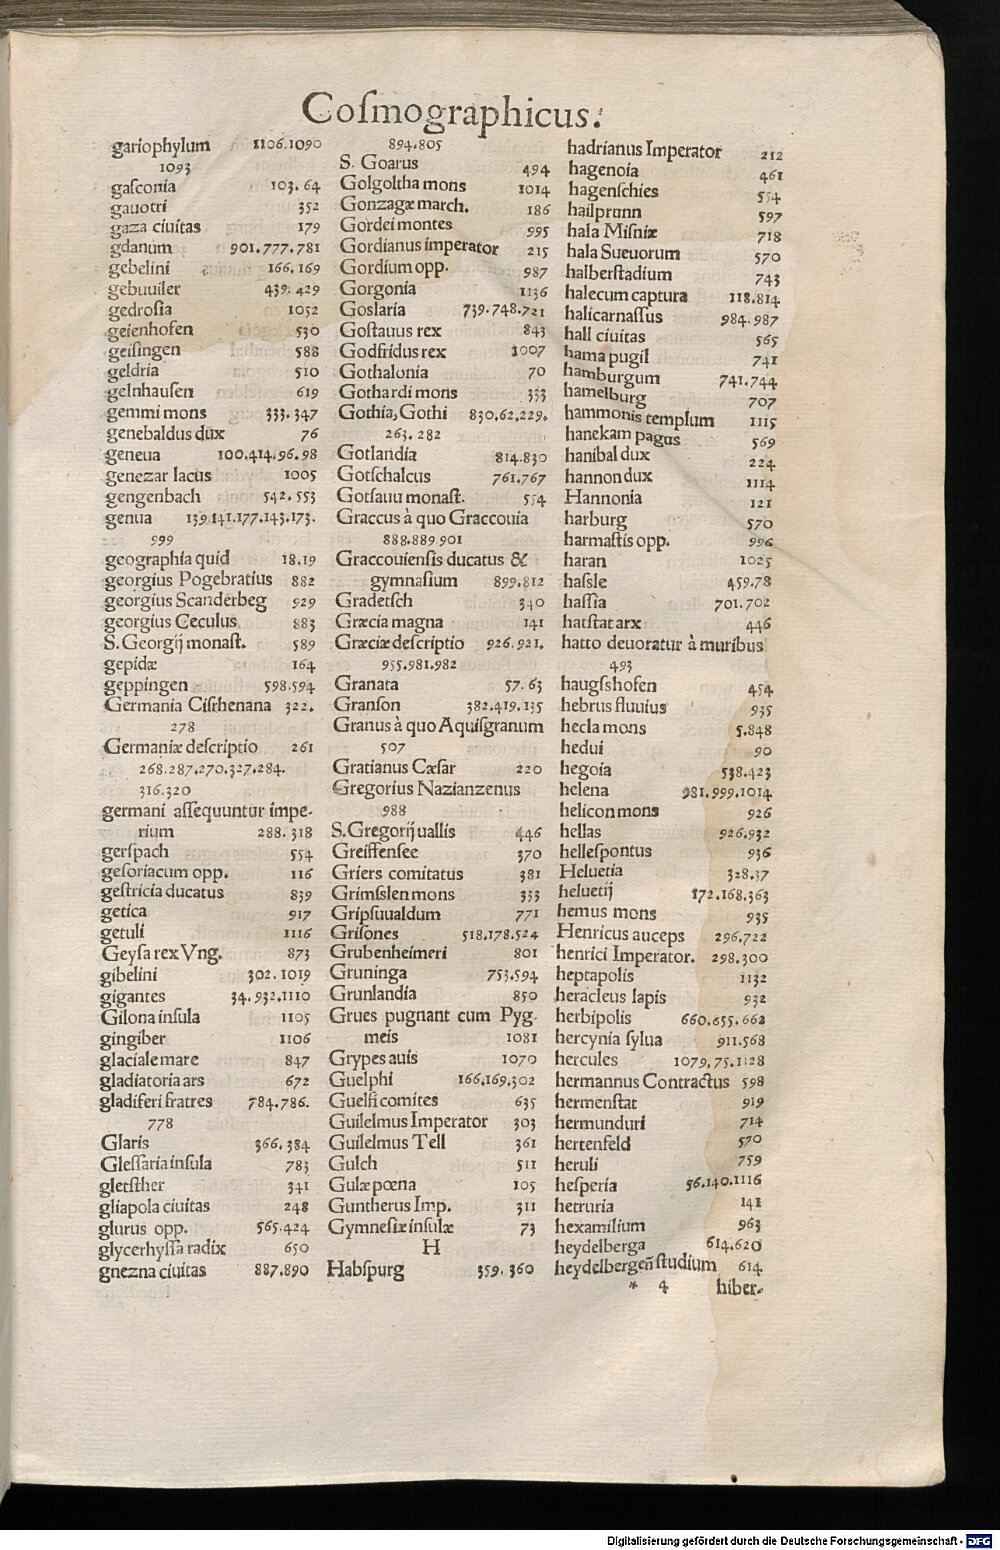 Coſmographicus.
gariophylum 1106.1090
1093
gaſconia 103.64
gauotri 352
gaza ciuitas 179
gdanum 901.777.781
gebelini 166.169
gebuuiler 439.429
gedroſia 1052
geienhofen 530
geiſingen 588
geldria 510
gelnhauſen 619
gemmi mons 333.347
genebaldus dux 76
geneua 100.414.96.98
genezar lacus 1005
gengenbach 542.553
genua 139.141.177.143.173.
999
geographia quid 18.19
georgius Pogebratius 882
georgius Scanderbeg 929
georgius Ceculus 883
S. Georgij monaſt. 589
gepidæ 164
geppingen 598.594
Germania Ciſrhenana 322.
278
Germaniæ deſcriptio 261
268.287.270.327.284.
316.320
germani aſſequuntur impe-
rium 288.318
gerſpach 554
geſoriacum opp. 116
geſtricia ducatus 839
getica 917
getuli 1116
Geyſa rex Vng. 873
gibelini 302.1019
gigantes 34.932.1110
Gilona inſula 1105
gingiber 1106
glaciale mare 847
gladiatoria ars 672
gladiferi fratres 784.786.
778
Glaris 366.384
Gleſſaria inſula 783
gletſther 341
gliapola ciuitas 248
glurus opp. 565.424
glycerhyſſa radix 650
gnezna ciuitas 887.890
894.805
S. Goarus 494
Golgoltha mons 1014
Gonzagæ march. 186
Gordei montes 995
Gordianus imperator 215
Gordium opp. 987
Gorgonia 1136
Goslaria 739.748.721
Goſtauus rex 843
Godfridus rex 1007
Gothalonia 70
Gothardi mons 333
Gothia, Gothi 830.62.229.
263.282
Gotlandia 814.830
Gotſchalcus 761.767
Gotſauu monaſt. 554
Graccus à quo Graccouia
888.889.901
Graccouienſis ducatus &
gymnaſium 899.812
Gradetſch 340
Græcia magna 141
Græciæ deſcriptio 926.921.
955.981.982
Granata 57.63
Granſon 382.419.135
Granus à quo Aquiſgranum
507
Gratianus Cæſar 220
Gregorius Nazianzenus
988
S. Gregorij uallis 446
Greiffenſee 370
Griers comitatus 381
Grimſslen mons 333
Gripſuualdum 771
Griſones 518.178.524
Grubenheimeri 801
Gruninga 753.594
Grunlandia 850
Grues pugnant cum Pyg-
meis 1081
Grypes auis 1070
Guelphi 166.169.302
Guelfi comites 635
Guilelmus Imperator 303
Guilelmus Tell 361
Gulch 511
Gulæ pœna 105
Guntherus Imp. 311
Gymneſiæ inſulæ 73
H
Habſpurg 359.360
hadrianus Imperator 212
hagenoia 461
hagenſchies 554
hailprunn 597
hala Miſniæ 718
hala Sueuorum 570
halberſtadium 743
halecum captura 118.814
halicarnaſſus 984.987
hall ciuitas 565
hama pugil 741
hamburgum 741.744
hamelburg 707
hammonis templum 1115
hanekam pagus 569
hanibal dux 224
hannon dux 1114
Hannonia 121
harburg 570
harmaſtis opp. 996
haran 1025
haſsle 459.78
haſſia 701.702
hatſtat arx 446
hatto deuoratur à muribus
493
haugſshofen 454
hebrus fluuius 935
hecla mons 5.848
hedui 90
hegoia 538.423
helena 981.999.1014
helicon mons 926
hellas 926.932
helleſpontus 936
Heluetia 328.37
heluetij 172.168.363
hemus mons 935
Henricus auceps 296.722
henrici Imperator. 298.300
heptapolis 1132
heracleus lapis 932
herbipolis 660.655.662
hercynia ſylua 911.568
hercules 1079.75.1128
hermannus Contractus 598
hermenſtat 919
hermunduri 714
hertenfeld 570
heruli 759
heſperia 56.140.1116
hetruria 141
hexamilium 963
heydelberga 614.620
heydelbergeñ ſtudium 614
* 4 hiber-
Digitalisierung gefördert durch die Deutsche Forschungsgemeinschaft - DFG